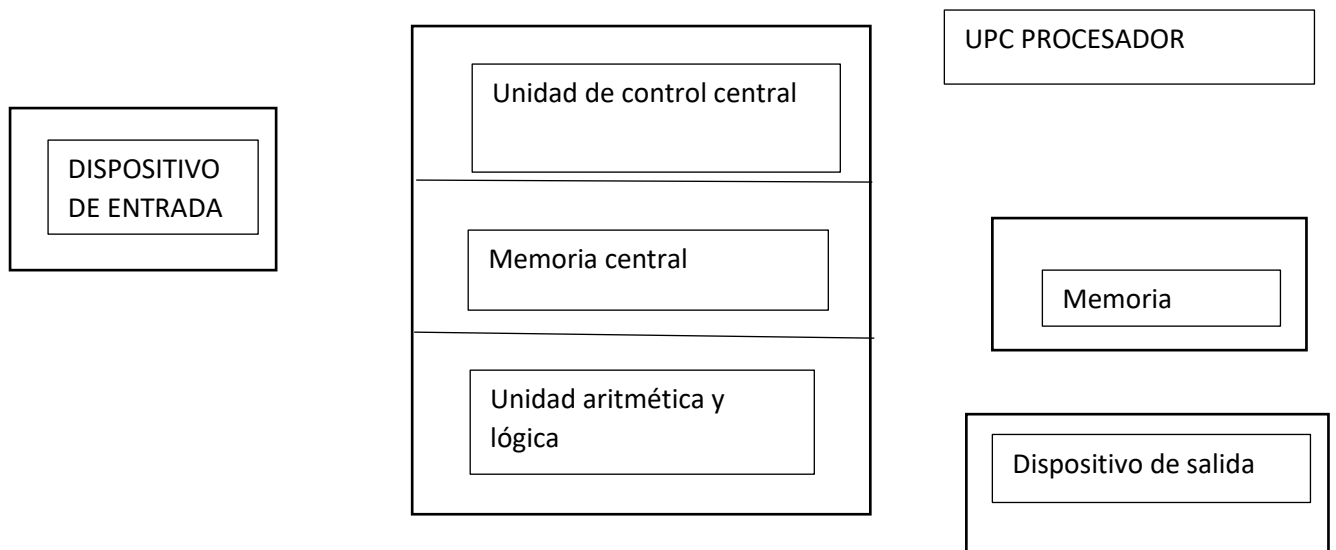 UPC PROCESADOR
Unidad de control central
DISPOSITIVO
DE ENTRADA
Memoria central
Memoria
Unidad aritmética y
lógica
Dispositivo de salida